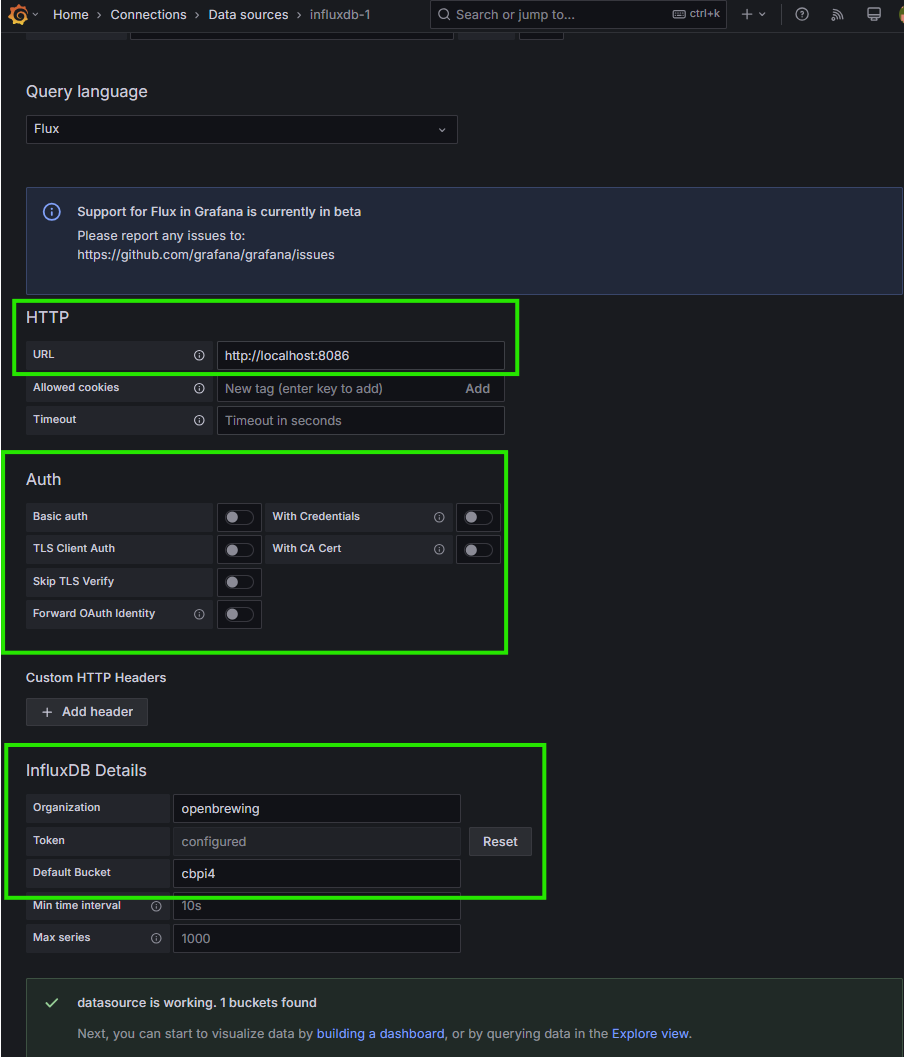 Home > Connections > Data sources > influxdb-1 Search or jump to... ctrl+k
Query language
Flux
Support for Flux in Grafana is currently in beta
Please report any issues to:
https://github.com/grafana/grafana/issues
HTTP
URL http://localhost:8086
Allowed cookies New tag (enter key to add) Add
Timeout Timeout in seconds
Auth
Basic auth With Credentials
TLS Client Auth With CA Cert
Skip TLS Verify
Forward OAuth Identity
Custom HTTP Headers
+ Add header
InfluxDB Details
Organization openbrewing
Token configured Reset
Default Bucket cbpi4
Min time interval 10s
Max series 1000
datasource is working. 1 buckets found
Next, you can start to visualize data by building a dashboard, or by querying data in the Explore view.